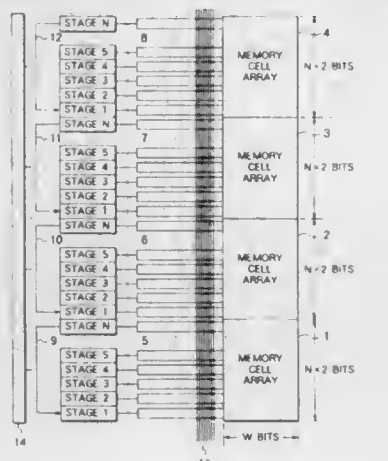 STAGE N
12
8
4
STAGE 5
STAGE 4
STAGE 3
STAGE 2
STAGE 1
MEMORY
CELL
ARRAY
N × 2 BITS
STAGE N
11
7
3
STAGE 5
STAGE 4
STAGE 3
STAGE 2
STAGE 1
MEMORY
CELL
ARRAY
N × 2 BITS
STAGE N
10
6
2
STAGE 5
STAGE 4
STAGE 3
STAGE 2
STAGE 1
MEMORY
CELL
ARRAY
N × 2 BITS
STAGE N
9
5
1
STAGE 5
STAGE 4
STAGE 3
STAGE 2
STAGE 1
MEMORY
CELL
ARRAY
N × 2 BITS
14
W BITS